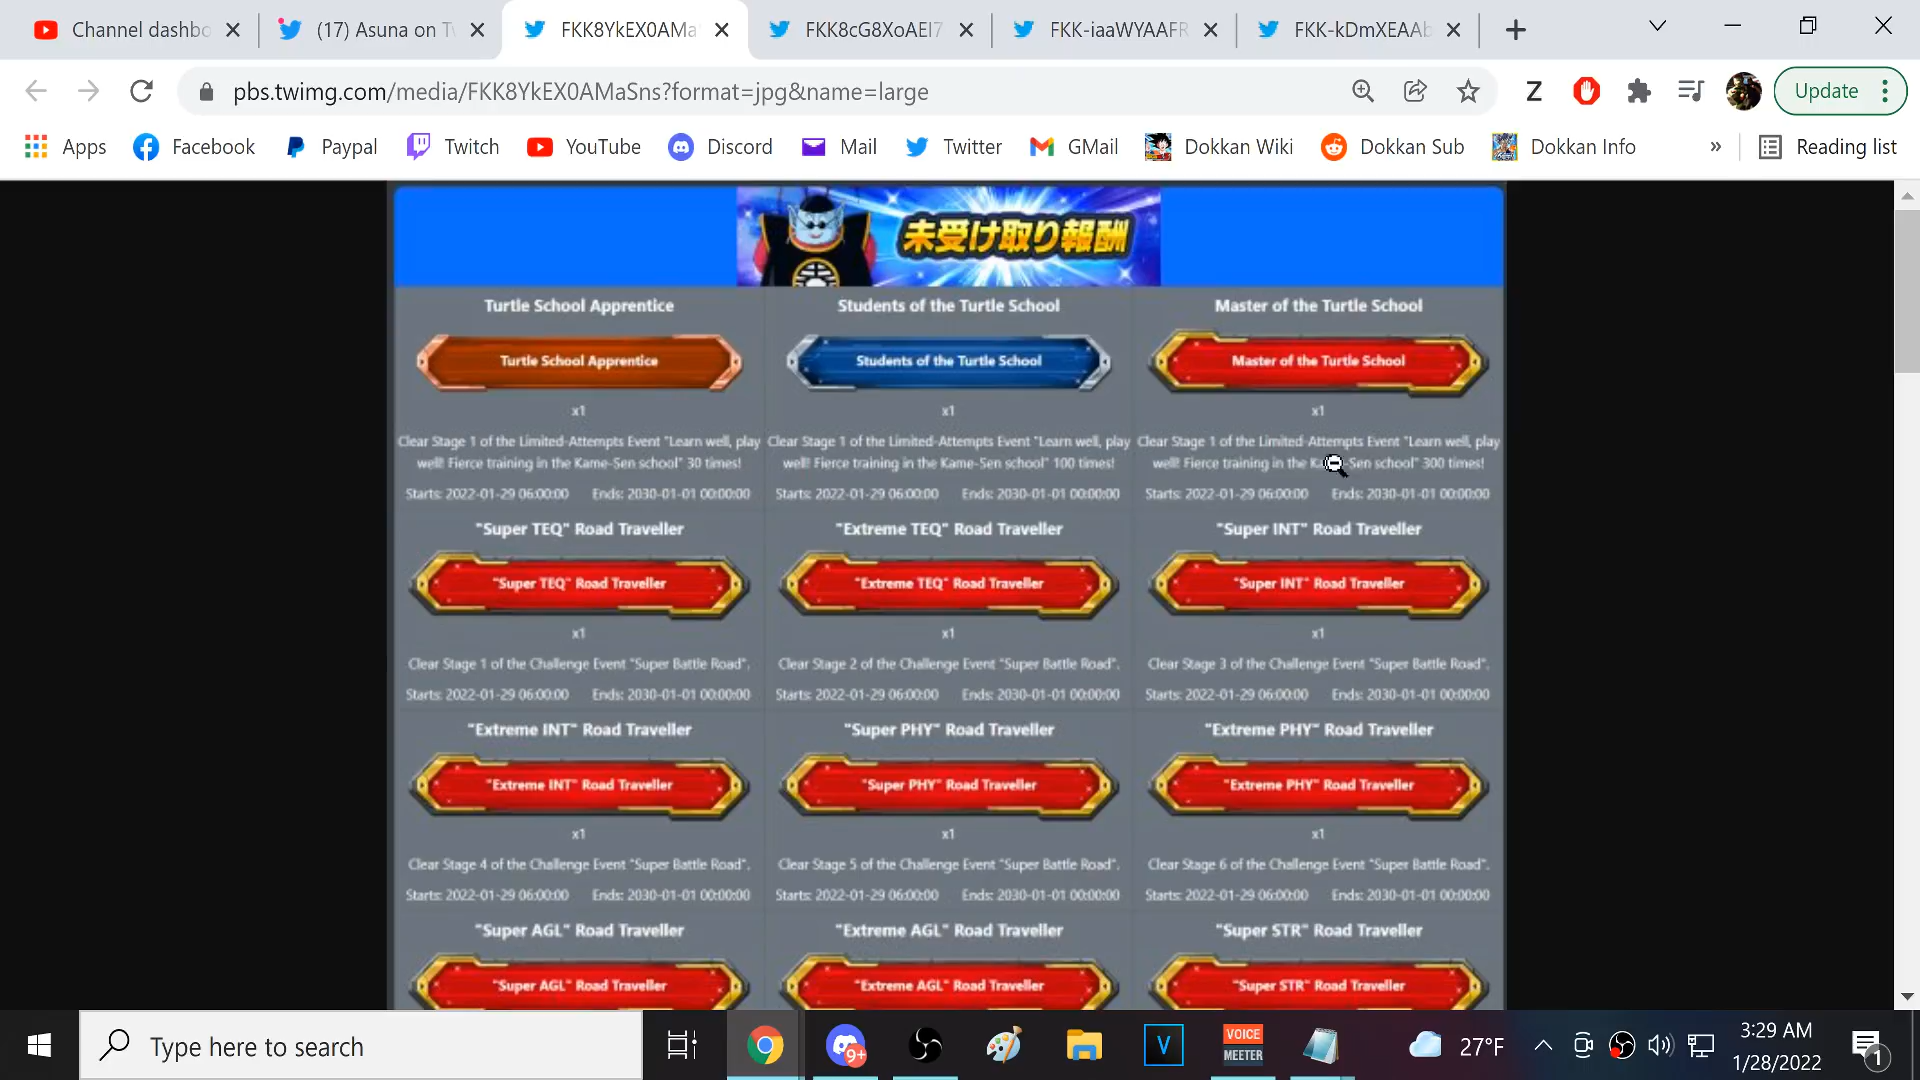 Channel dashbo
(17) Asuna on Tw
FKK8YkEX0AMa
FKK8cG8XoAEI7
FKK-iaaWYAAFR
FKK-kDmXEAAb
pbs.twimg.com/media/FKK8YkEX0AMaSns?format=jpg&name=large
Z
Update
Apps
Facebook
Paypal
Twitch
YouTube
Discord
Mail
Twitter
GMail
Dokkan Wiki
Dokkan Sub
Dokkan Info
»
Reading list
未受け取り報酬
Turtle School Apprentice
Students of the Turtle School
Master of the Turtle School
Turtle School Apprentice
Students of the Turtle School
Master of the Turtle School
x1
x1
x1
Clear Stage 1 of the Limited-Attempts Event "Learn well, play
well! Fierce training in the Kame-Sen school" 30 times!
Clear Stage 1 of the Limited-Attempts Event "Learn well, play
well! Fierce training in the Kame-Sen school" 100 times!
Clear Stage 1 of the Limited-Attempts Event "Learn well, play
well! Fierce training in the Kame-Sen school" 300 times!
Starts: 2022-01-29 06:00:00 Ends: 2030-01-01 00:00:00
Starts: 2022-01-29 06:00:00 Ends: 2030-01-01 00:00:00
Starts: 2022-01-29 06:00:00 Ends: 2030-01-01 00:00:00
"Super TEQ" Road Traveller
"Extreme TEQ" Road Traveller
"Super INT" Road Traveller
"Super TEQ" Road Traveller
"Extreme TEQ" Road Traveller
"Super INT" Road Traveller
x1
x1
x1
Clear Stage 1 of the Challenge Event "Super Battle Road".
Clear Stage 2 of the Challenge Event "Super Battle Road".
Clear Stage 3 of the Challenge Event "Super Battle Road".
Starts: 2022-01-29 06:00:00 Ends: 2030-01-01 00:00:00
Starts: 2022-01-29 06:00:00 Ends: 2030-01-01 00:00:00
Starts: 2022-01-29 06:00:00 Ends: 2030-01-01 00:00:00
"Extreme INT" Road Traveller
"Super PHY" Road Traveller
"Extreme PHY" Road Traveller
"Extreme INT" Road Traveller
"Super PHY" Road Traveller
"Extreme PHY" Road Traveller
x1
x1
x1
Clear Stage 4 of the Challenge Event "Super Battle Road".
Clear Stage 5 of the Challenge Event "Super Battle Road".
Clear Stage 6 of the Challenge Event "Super Battle Road".
Starts: 2022-01-29 06:00:00 Ends: 2030-01-01 00:00:00
Starts: 2022-01-29 06:00:00 Ends: 2030-01-01 00:00:00
Starts: 2022-01-29 06:00:00 Ends: 2030-01-01 00:00:00
"Super AGL" Road Traveller
"Extreme AGL" Road Traveller
"Super STR" Road Traveller
"Super AGL" Road Traveller
"Extreme AGL" Road Traveller
"Super STR" Road Traveller
Type here to search
9+
V
VOICE
MEETER
27°F
3:29 AM
1/28/2022
1